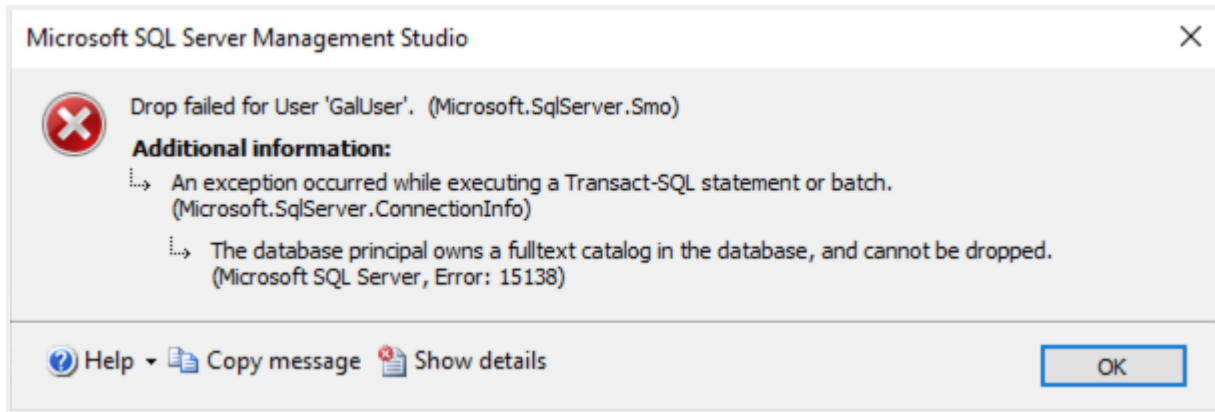 Microsoft SQL Server Management Studio
Drop failed for User 'GalUser'. (Microsoft.SqlServer.Smo)
Additional information:
An exception occurred while executing a Transact-SQL statement or batch.
(Microsoft.SqlServer.ConnectionInfo)
The database principal owns a fulltext catalog in the database, and cannot be dropped.
(Microsoft SQL Server, Error: 15138)
Help Copy message Show details OK